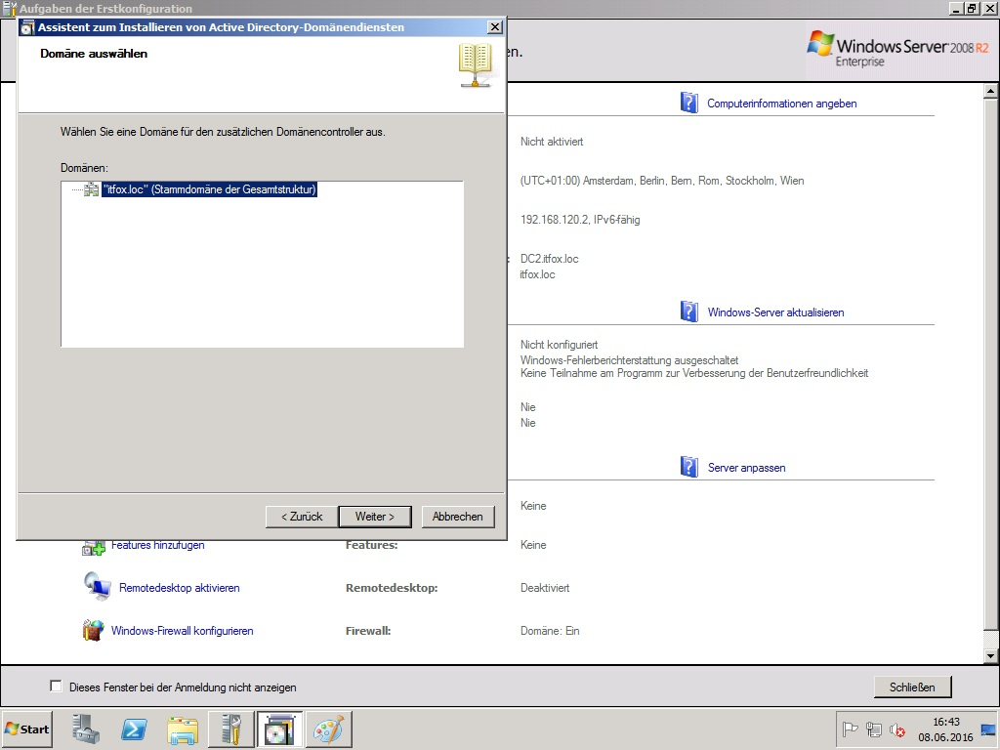 Aufgaben der Erstkonfiguration
Assistent zum Installieren von Active Directory-Domänendiensten
Domäne auswählen
en.
Windows Server 2008 R2
Enterprise
Wählen Sie eine Domäne für den zusätzlichen Domänencontroller aus.
Domänen:
"itfox.loc" (Stammdomäne der Gesamtstruktur)
< Zurück
Weiter >
Abbrechen
Computerinformationen angeben
Nicht aktiviert
(UTC+01:00) Amsterdam, Berlin, Bern, Rom, Stockholm, Wien
192.168.120.2, IPv6-fähig
: DC2.itfox.loc
itfox.loc
Windows-Server aktualisieren
Nicht konfiguriert
Windows-Fehlerberichterstattung ausgeschaltet
Keine Teilnahme am Programm zur Verbesserung der Benutzerfreundlichkeit
Nie
Nie
Server anpassen
Keine
Features hinzufügen Features: Keine
Remotedesktop aktivieren Remotedesktop: Deaktiviert
Windows-Firewall konfigurieren Firewall: Domäne: Ein
Dieses Fenster bei der Anmeldung nicht anzeigen
Schließen
Start
16:43
08.06.2016